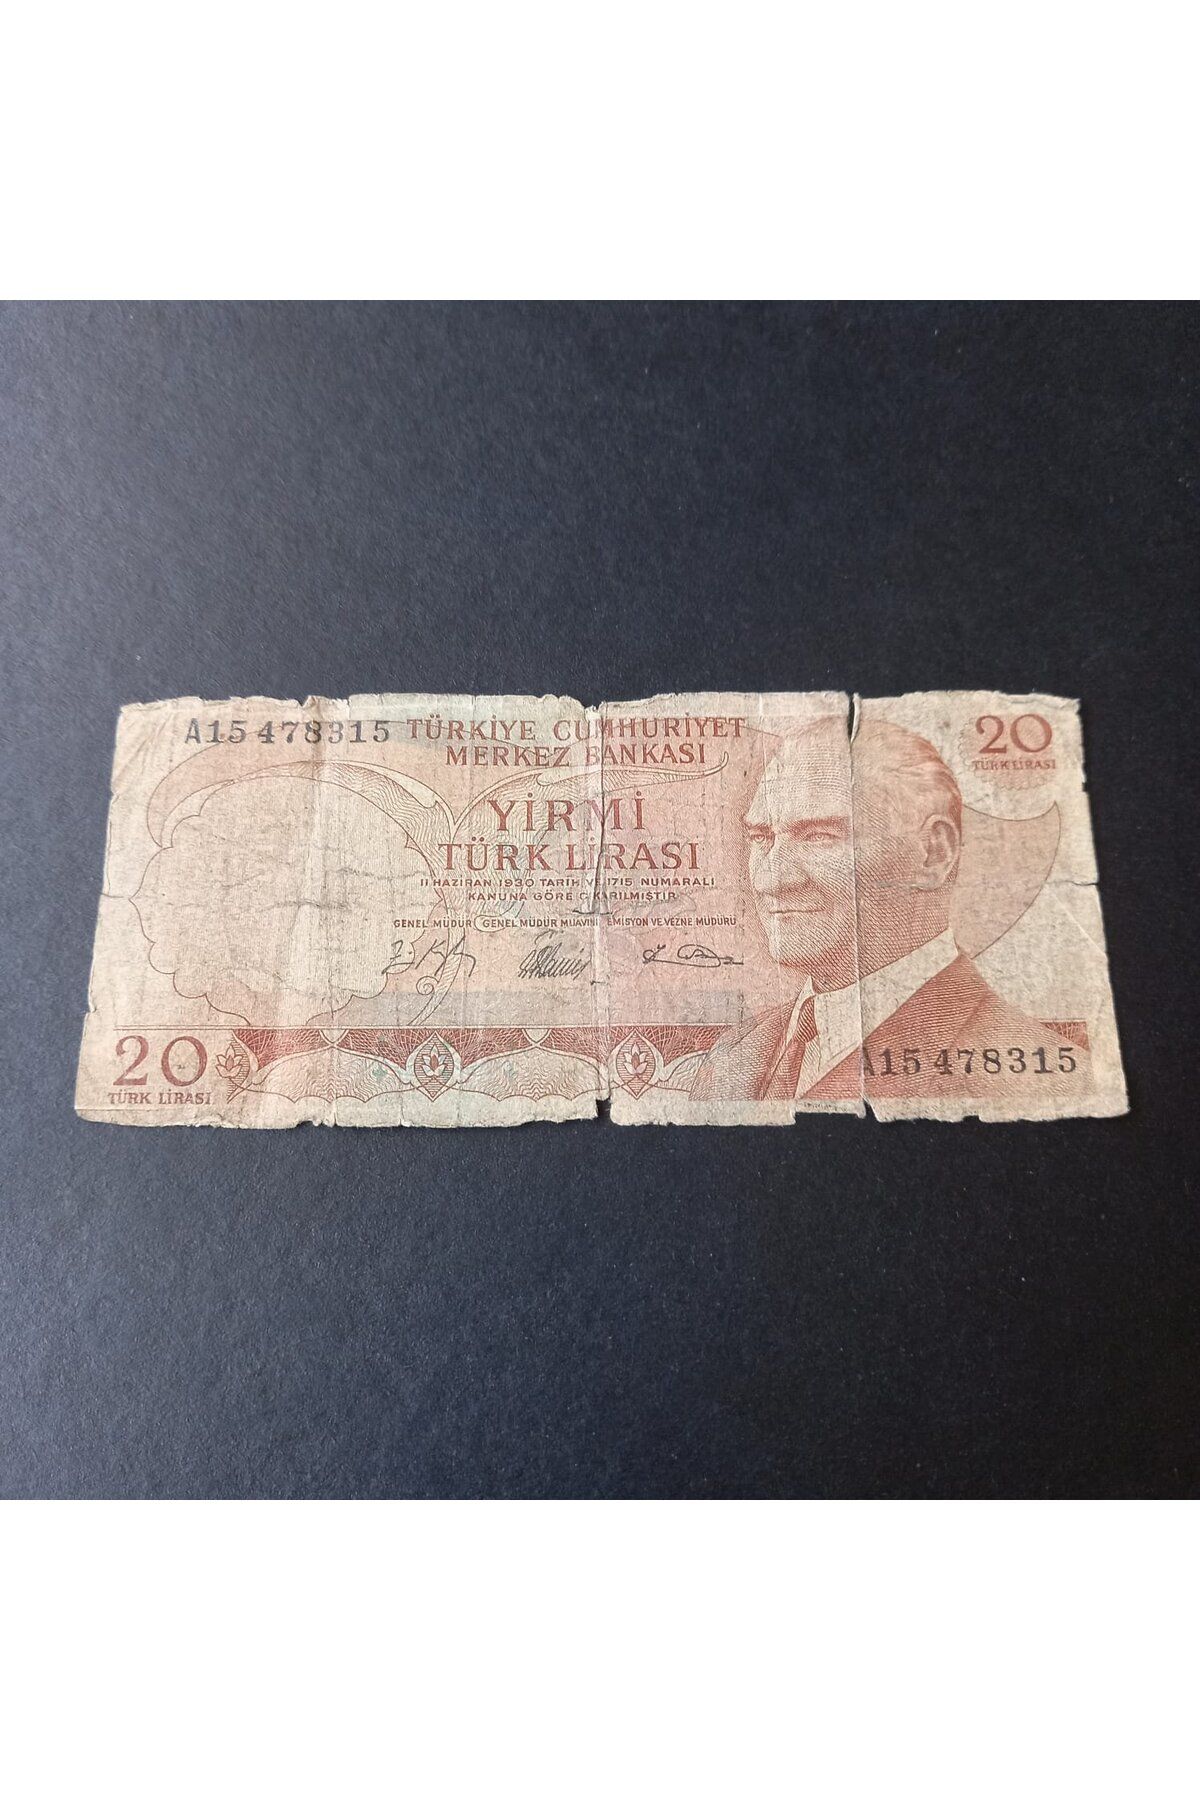 A15 478315
TÜRKİYE CUMHURİYET
MERKEZ BANKASI
20
TÜRK LİRASI
YİRMİ
TÜRK LİRASI
11 HAZİRAN 1930 TARİH VE 1715 NUMARALI
KANUNA GÖRE ÇIKARILMIŞTIR
GENEL MÜDÜR GENEL MÜDÜR MUAVİNİ EMİSYON VE VEZNE MÜDÜRÜ
20
TÜRK LİRASI
A15 478315